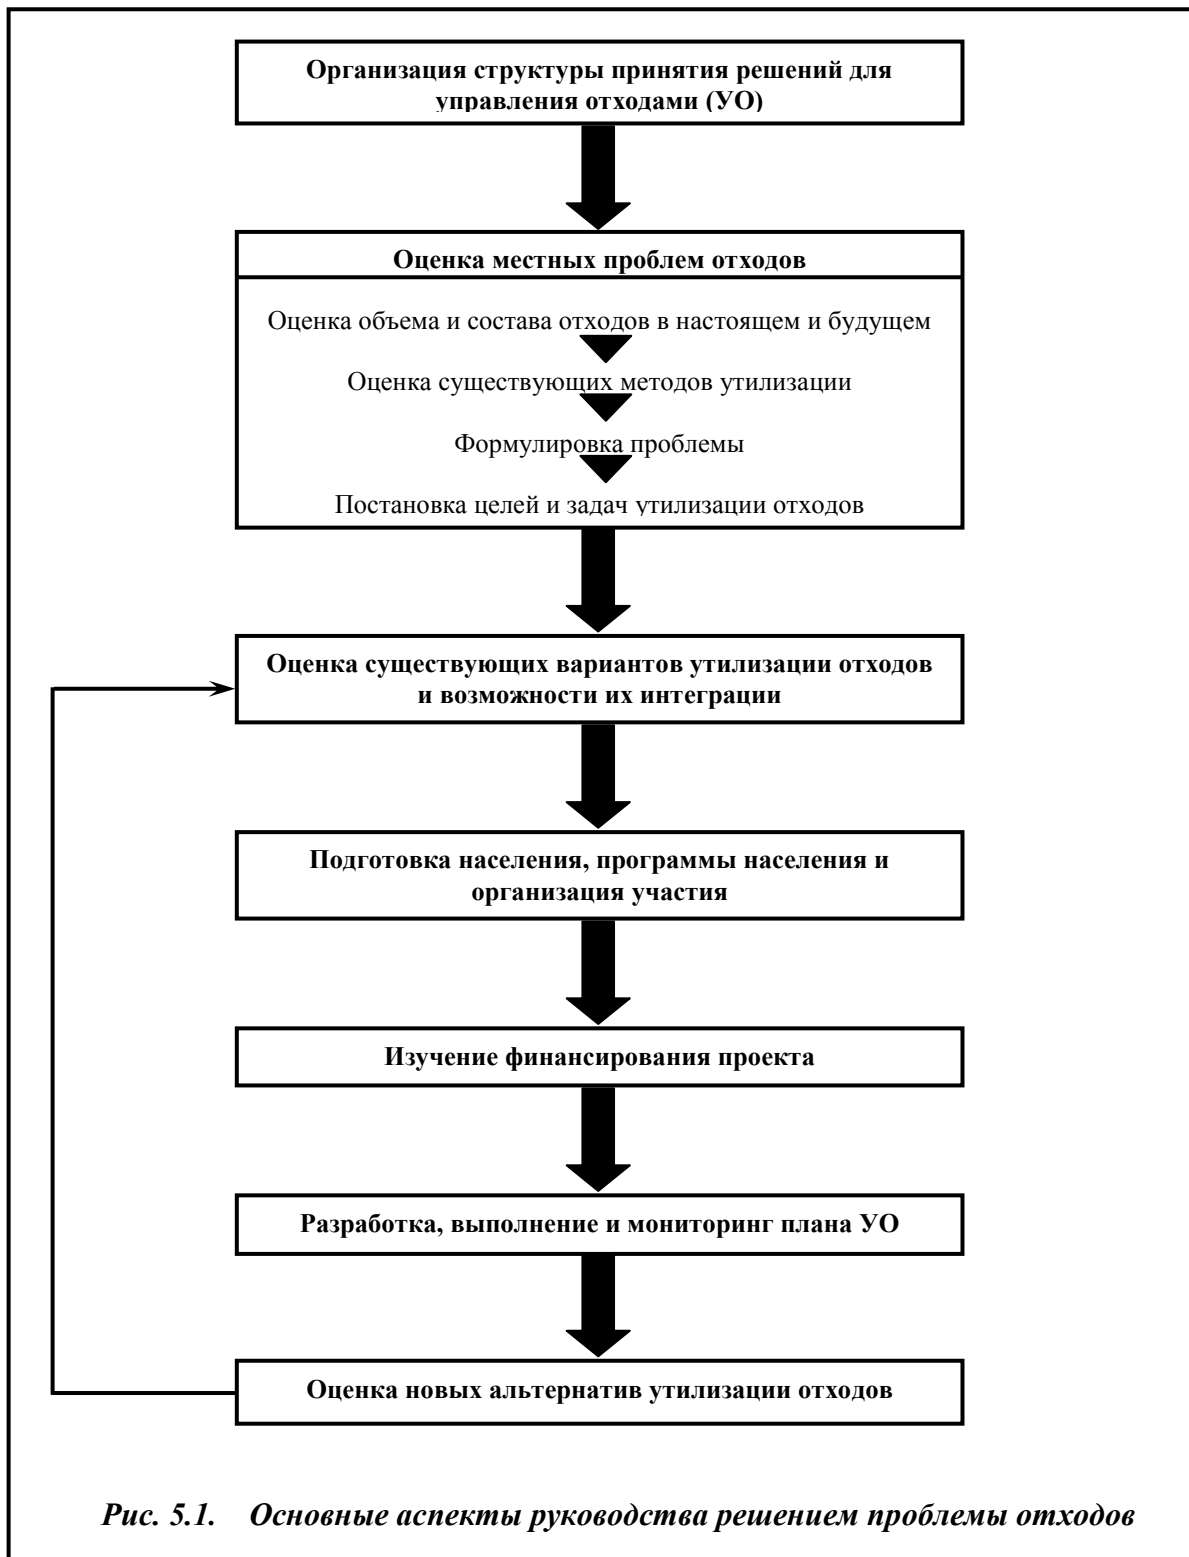 Организация структуры принятия решений для
управления отходами (УО)
Оценка местных проблем отходов
Оценка объема и состава отходов в настоящем и будущем
Оценка существующих методов утилизации
Формулировка проблемы
Постановка целей и задач утилизации отходов
Оценка существующих вариантов утилизации отходов
и возможности их интеграции
Подготовка населения, программы населения и
организация участия
Изучение финансирования проекта
Разработка, выполнение и мониторинг плана УО
Оценка новых альтернатив утилизации отходов
Рис. 5.1. Основные аспекты руководства решением проблемы отходов